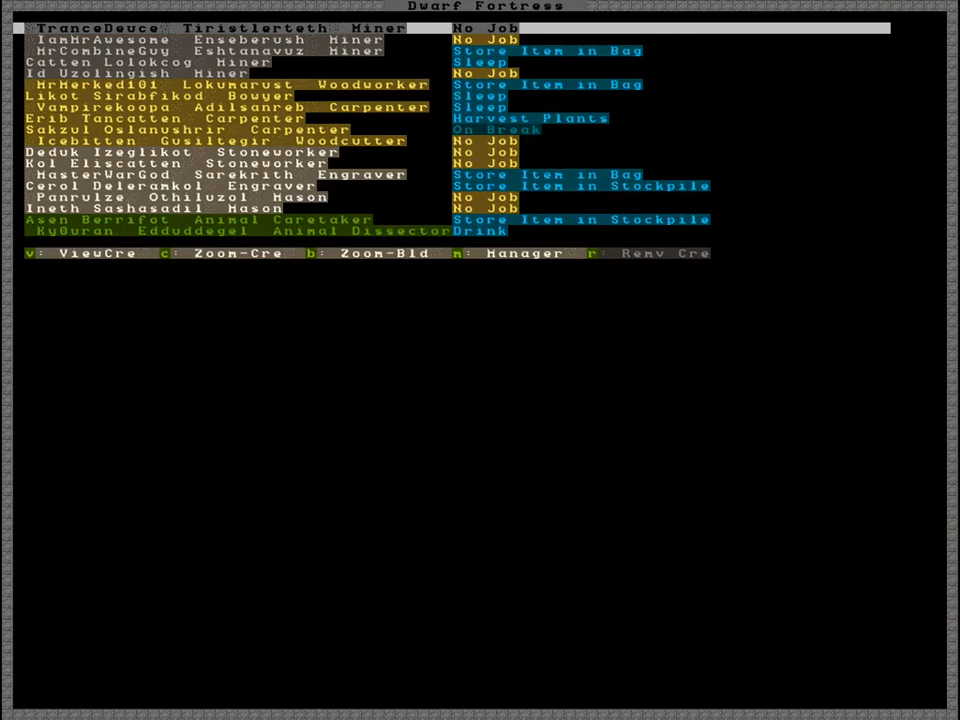 Dwarf Fortress
TranceDeuce Tiristlerteth Miner No Job
IamMrAwesome Enseberush Miner No Job
MrCombineGuy Eshtanavuz Miner Store Item in Bag
Catten Lolokcog Miner Sleep
Id Uzolingish Miner No Job
MrMerked101 Lokumarust Woodworker Store Item in Bag
Likot Sirabfikod Bowyer Sleep
Vampirekoopa Adilsanreb Carpenter Sleep
Erib Tancatten Carpenter Harvest Plants
Sakzul Oslanushrir Carpenter On Break
Icebitten Gusiltegir Woodcutter No Job
Deduk Izeglikot Stoneworker No Job
Kol Eliscatten Stoneworker No Job
MasterWarGod Sarekrith Engraver Store Item in Bag
Cerol Deleramkol Engraver Store Item in Stockpile
Panrulze Othiluzol Mason No Job
Ineth Sashasadil Mason No Job
Asen Berrifot Animal Caretaker Store Item in Stockpile
Ky0uran Edduddegel Animal Dissector Drink
v: ViewCre c: Zoom-Cre b: Zoom-Bld m: Manager r: Remv Cre